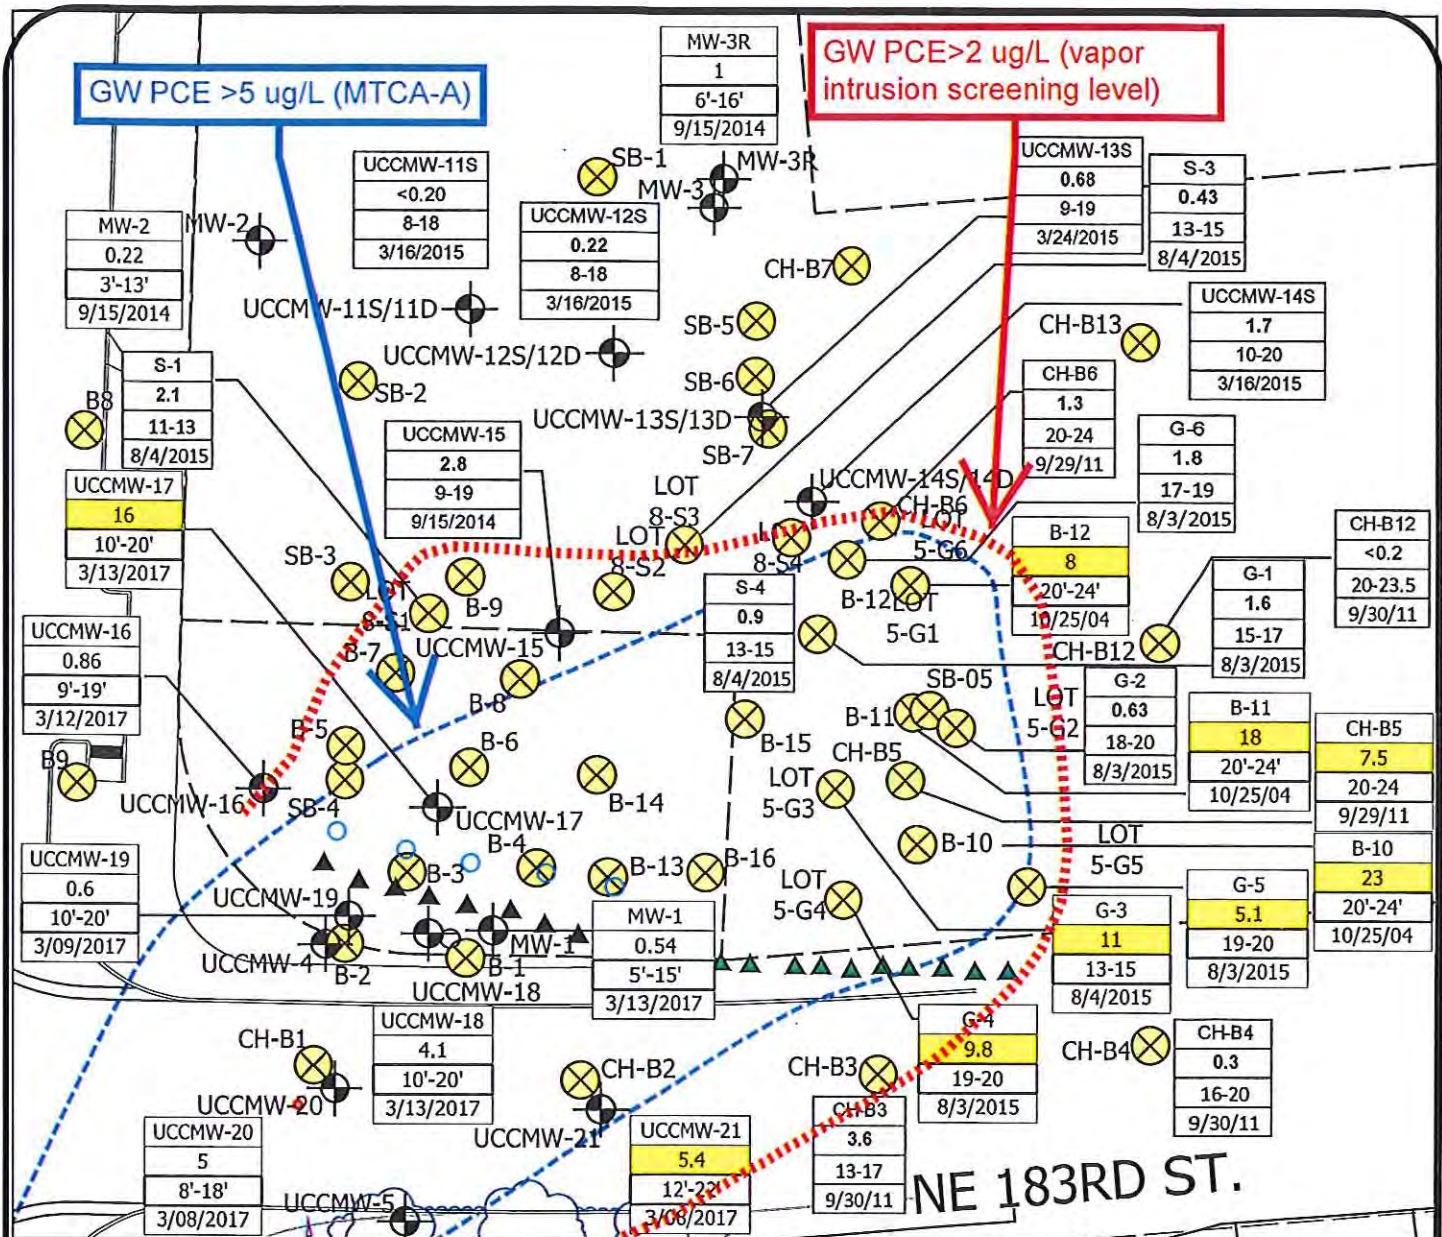 GW PCE >5 ug/L (MTCA-A)
MW-3R
1
6'-16'
9/15/2014
GW PCE>2 ug/L (vapor
intrusion screening level)
UCCMW-11S
<0.20
8-18
3/16/2015
SB-1
MW-3R
MW-3
UCCMW-13S
0.68
9-19
3/24/2015
S-3
0.43
13-15
8/4/2015
MW-2
0.22
3'-13'
9/15/2014
MW-2
UCCMW-12S
0.22
8-18
3/16/2015
CH-B7
UCCMW-11S/11D
SB-5
UCCMW-14S
1.7
10-20
3/16/2015
CH-B13
S-1
2.1
11-13
8/4/2015
UCCMW-12S/12D
SB-2
SB-6
CH-B6
1.3
20-24
9/29/11
B8
UCCMW-15
2.8
9-19
9/15/2014
UCCMW-13S/13D
SB-7
G-6
1.8
17-19
8/3/2015
UCCMW-17
16
10'-20'
3/13/2017
LOT
8-S3
UCCMW-14S/14D
CH-B6
LOT
5-G6
B-12
8
20'-24'
10/25/04
CH-B12
<0.2
20-23.5
9/30/11
SB-3
LOT
8-S1
B-9
LOT
8-S2
8-S4
S-4
0.9
13-15
8/4/2015
B-12
LOT
5-G1
G-1
1.6
15-17
8/3/2015
UCCMW-16
0.86
9'-19'
3/12/2017
B-7
UCCMW-15
B-8
CH-B12
SB-05
LOT
5-G2
G-2
0.63
18-20
8/3/2015
B-11
18
20'-24'
10/25/04
CH-B5
7.5
20-24
9/29/11
B-5
B-6
B-15
B-11
CH-B5
B9
UCCMW-16
SB-4
UCCMW-17
B-14
LOT
5-G3
B-10
LOT
5-G5
B-10
23
20'-24'
10/25/04
UCCMW-19
0.6
10'-20'
3/09/2017
B-3
B-4
B-13
B-16
LOT
5-G4
G-3
11
13-15
8/4/2015
G-5
5.1
19-20
8/3/2015
UCCMW-19
UCCMW-4
B-2
B-1
MW-1
UCCMW-18
MW-1
0.54
5'-15'
3/13/2017
UCCMW-18
4.1
10'-20'
3/13/2017
G-4
9.8
19-20
8/3/2015
CH-B4
CH-B4
0.3
16-20
9/30/11
CH-B1
UCCMW-20
CH-B2
UCCMW-21
CH-B3
CH-B3
3.6
13-17
9/30/11
UCCMW-20
5
8'-18'
3/08/2017
UCCMW-21
5.4
12'-22'
3/08/2017
UCCMW-5
NE 183RD ST.